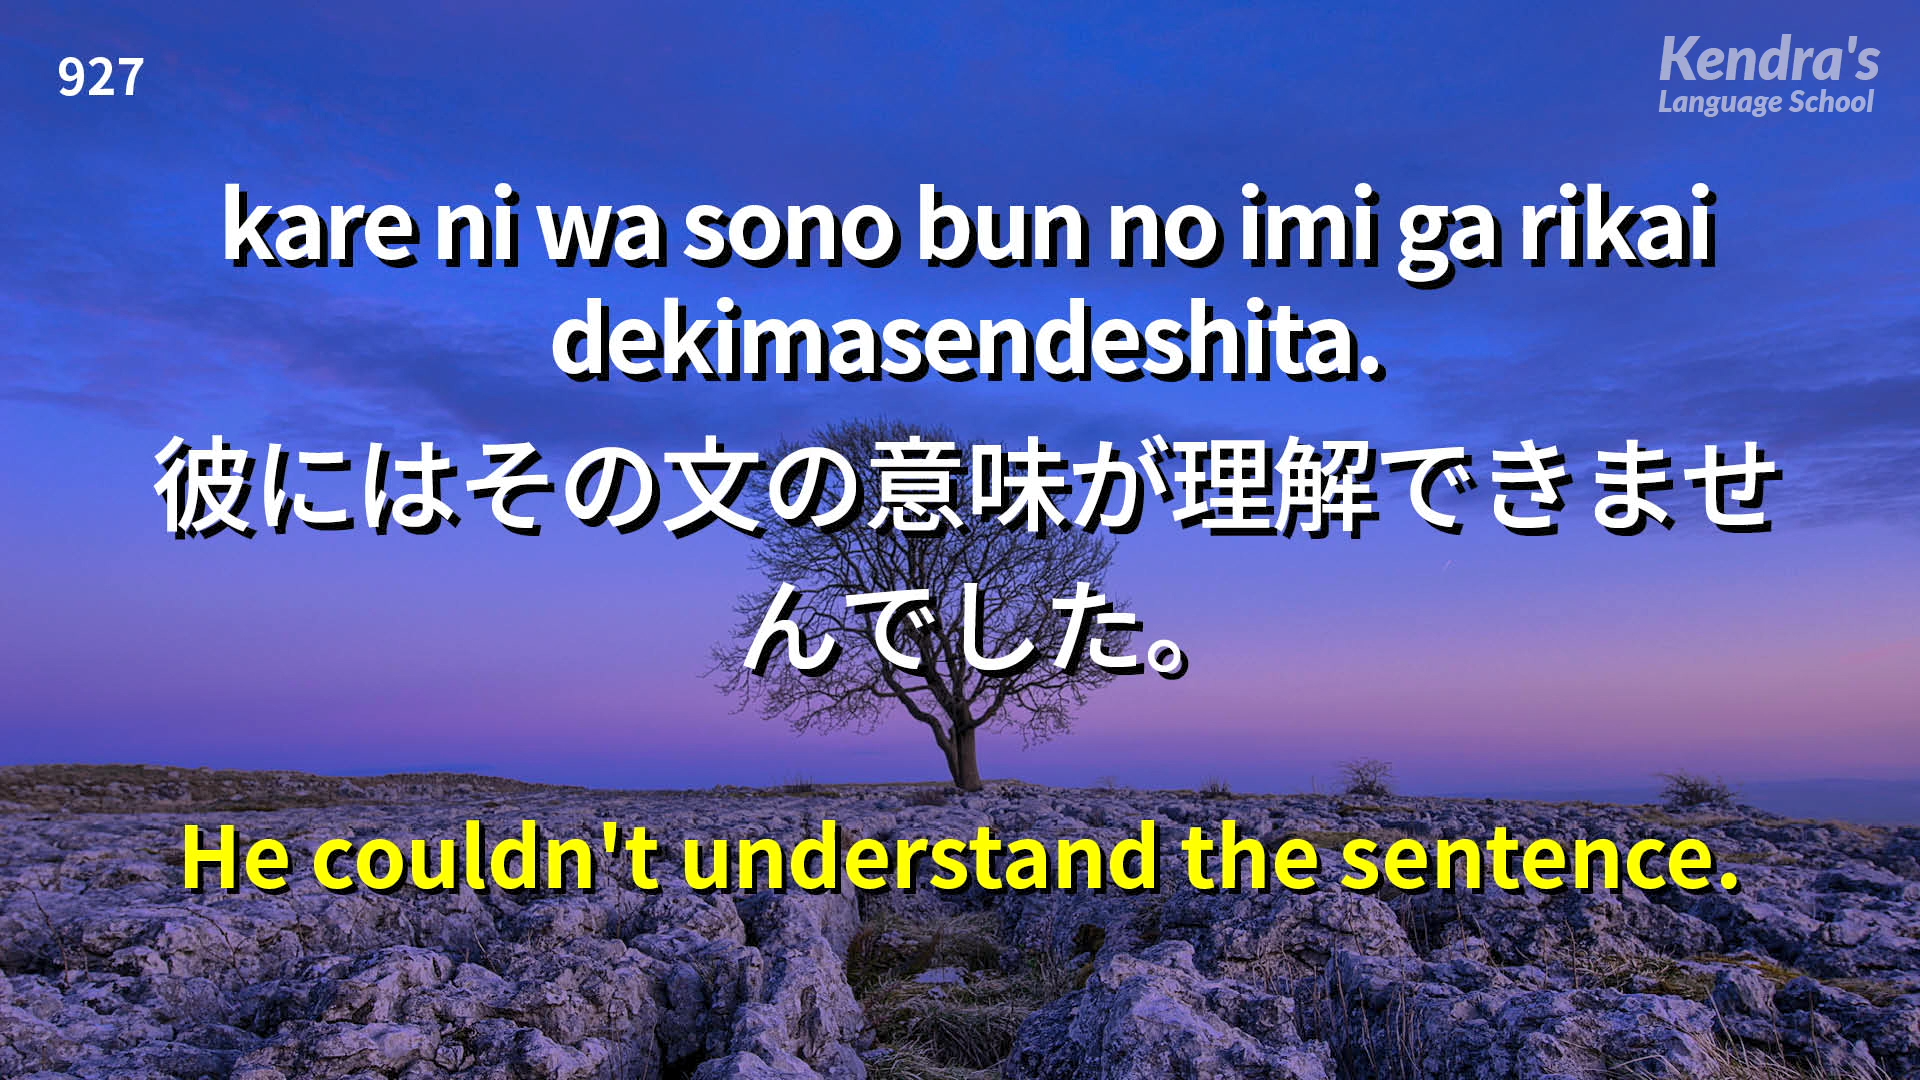 927
Kendra's
Language School
kare ni wa sono bun no imi ga rikai
dekimasendeshita.
彼にはその文の意味が理解できませ
んでした。
He couldn't understand the sentence.